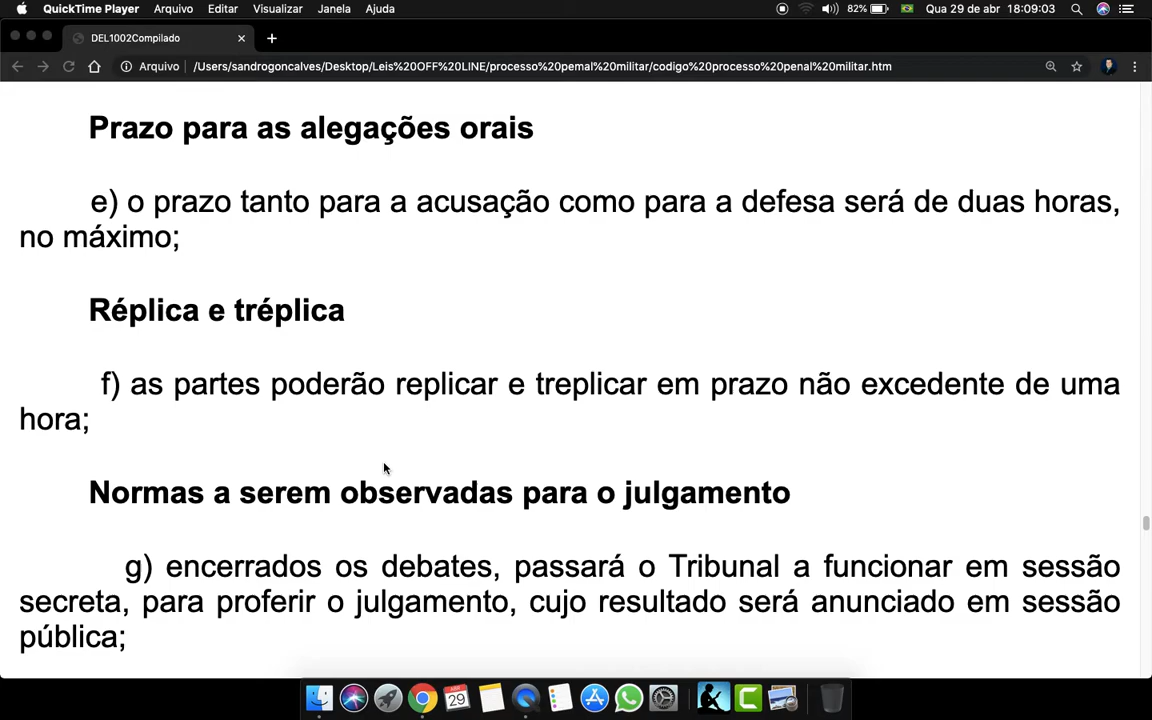 QuickTime Player Arquivo Editar Visualizar Janela Ajuda 82% Qua 29 de abr 18:09:03
DEL1002Compilado
Arquivo /Users/sandrogoncalves/Desktop/Leis%20OFF%20LINE/processo%20pemal%20militar/codigo%20processo%20penal%20militar.htm
Prazo para as alegações orais
e) o prazo tanto para a acusação como para a defesa será de duas horas,
no máximo;
Réplica e tréplica
f) as partes poderão replicar e treplicar em prazo não excedente de uma
hora;
Normas a serem observadas para o julgamento
g) encerrados os debates, passará o Tribunal a funcionar em sessão
secreta, para proferir o julgamento, cujo resultado será anunciado em sessão
pública;
ABR
29